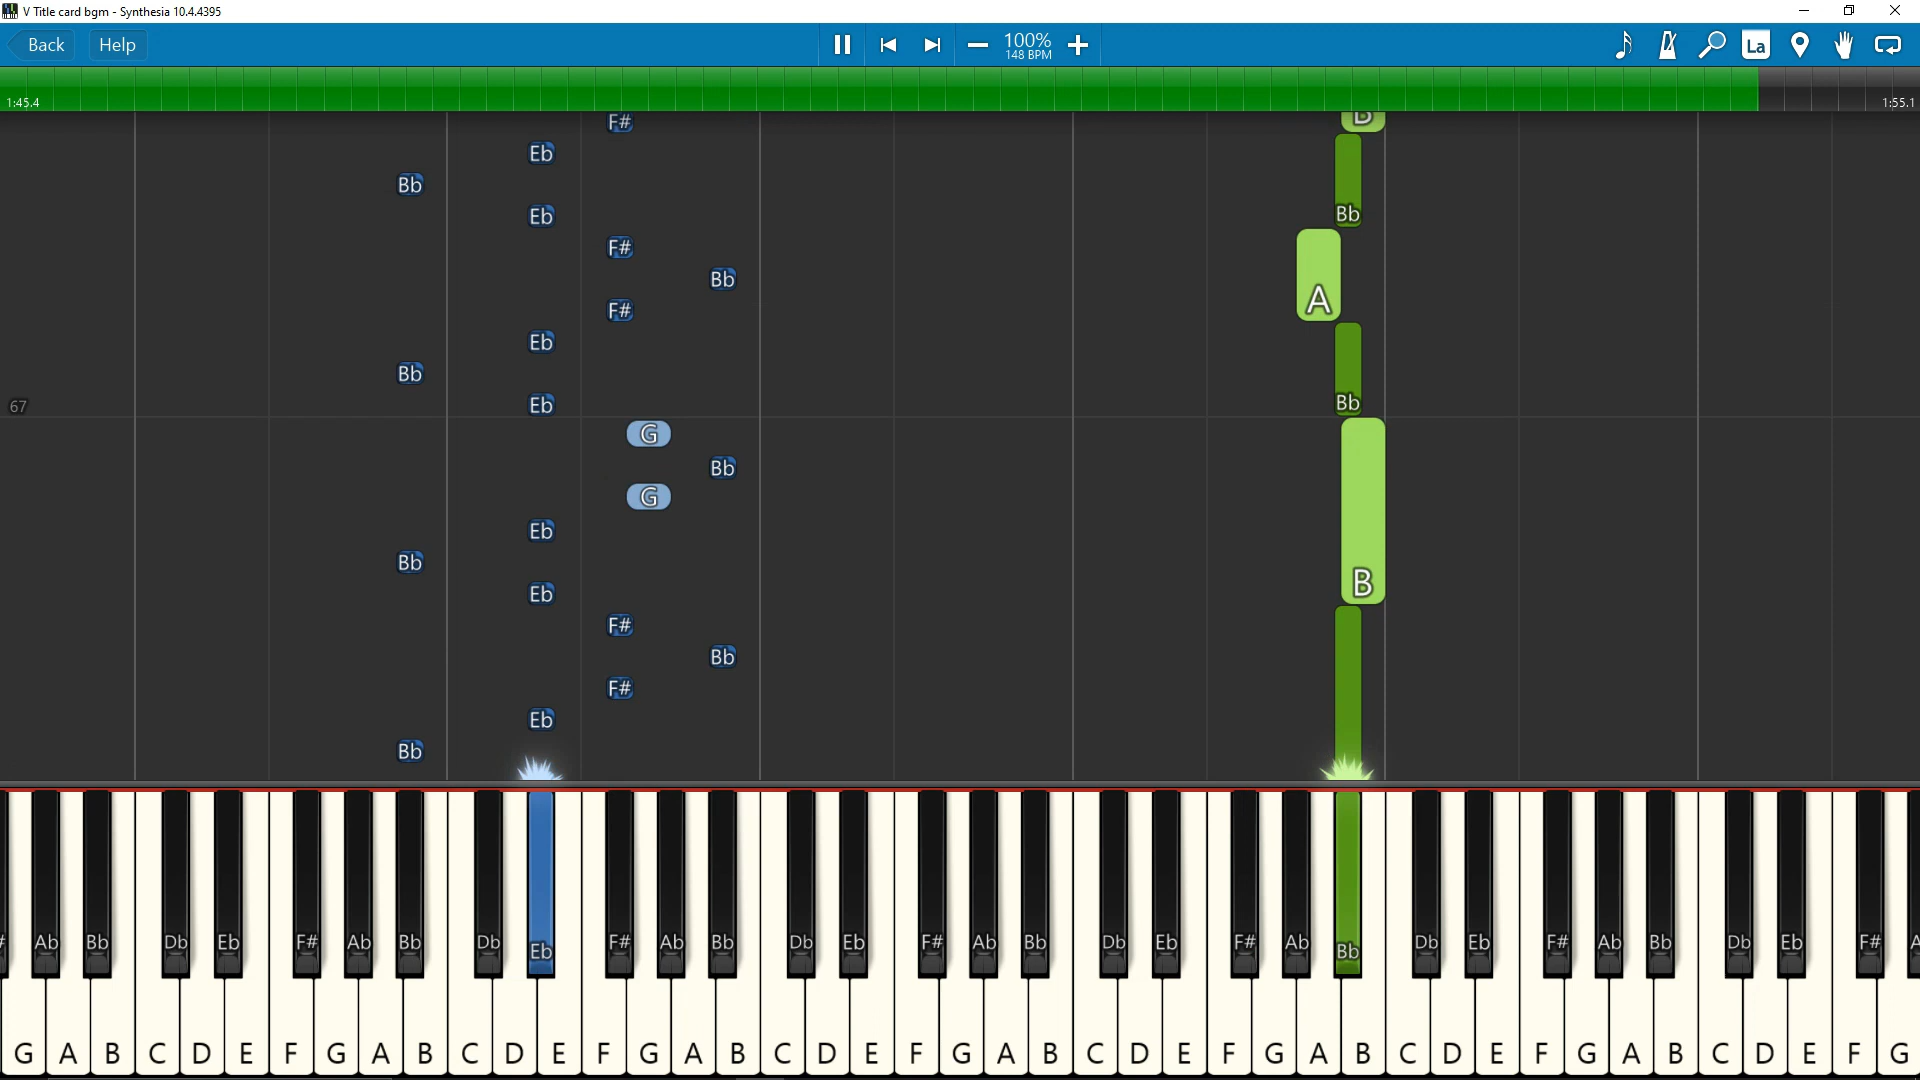 V Title card bgm - Synthesia 10.4.4395
Back Help 100% La
148 BPM
1:45.4 1:55.1
F#
Eb
Bb
Eb Bb
F#
Bb A
F#
Eb
Bb
67 Eb Bb
G
Bb
G
Eb
Bb
Eb B
F#
Bb
F#
Eb
Bb
Ab Bb Db Eb F# Ab Bb Db Eb F# Ab Bb Db Eb F# Ab Bb Db Eb F# Ab Bb Db Eb F# Ab Bb Db Eb F#
G A B C D E F G A B C D E F G A B C D E F G A B C D E F G A B C D E F G A B C D E F G